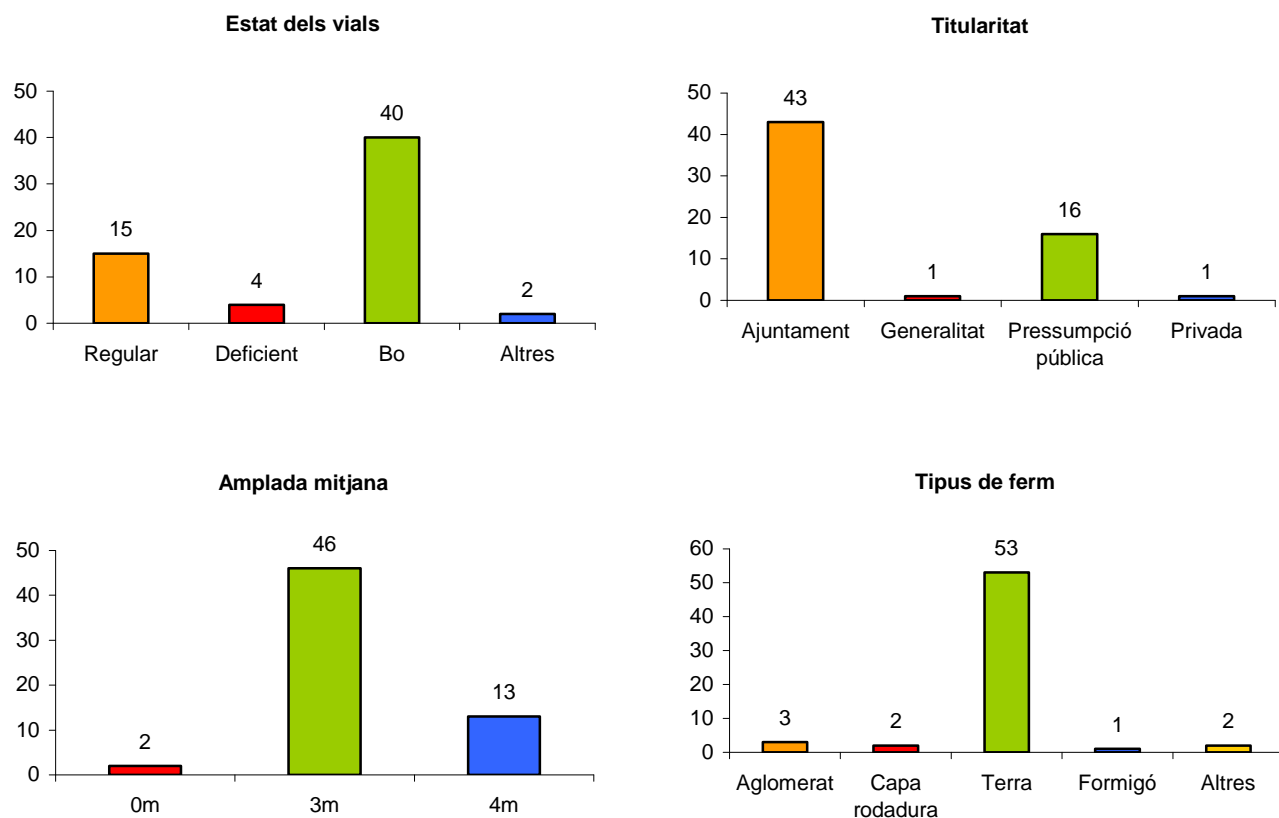 Estat dels vials
50
40
30
20
10
0
15
4
40
2
Regular
Deficient
Bo
Altres
Titularitat
50
40
30
20
10
0
43
1
16
1
Ajuntament
Generalitat
Pressumpció
pública
Privada
Amplada mitjana
50
40
30
20
10
0
2
46
13
0m
3m
4m
Tipus de ferm
60
50
40
30
20
10
0
3
2
53
1
2
Aglomerat
Capa
rodadura
Terra
Formigó
Altres